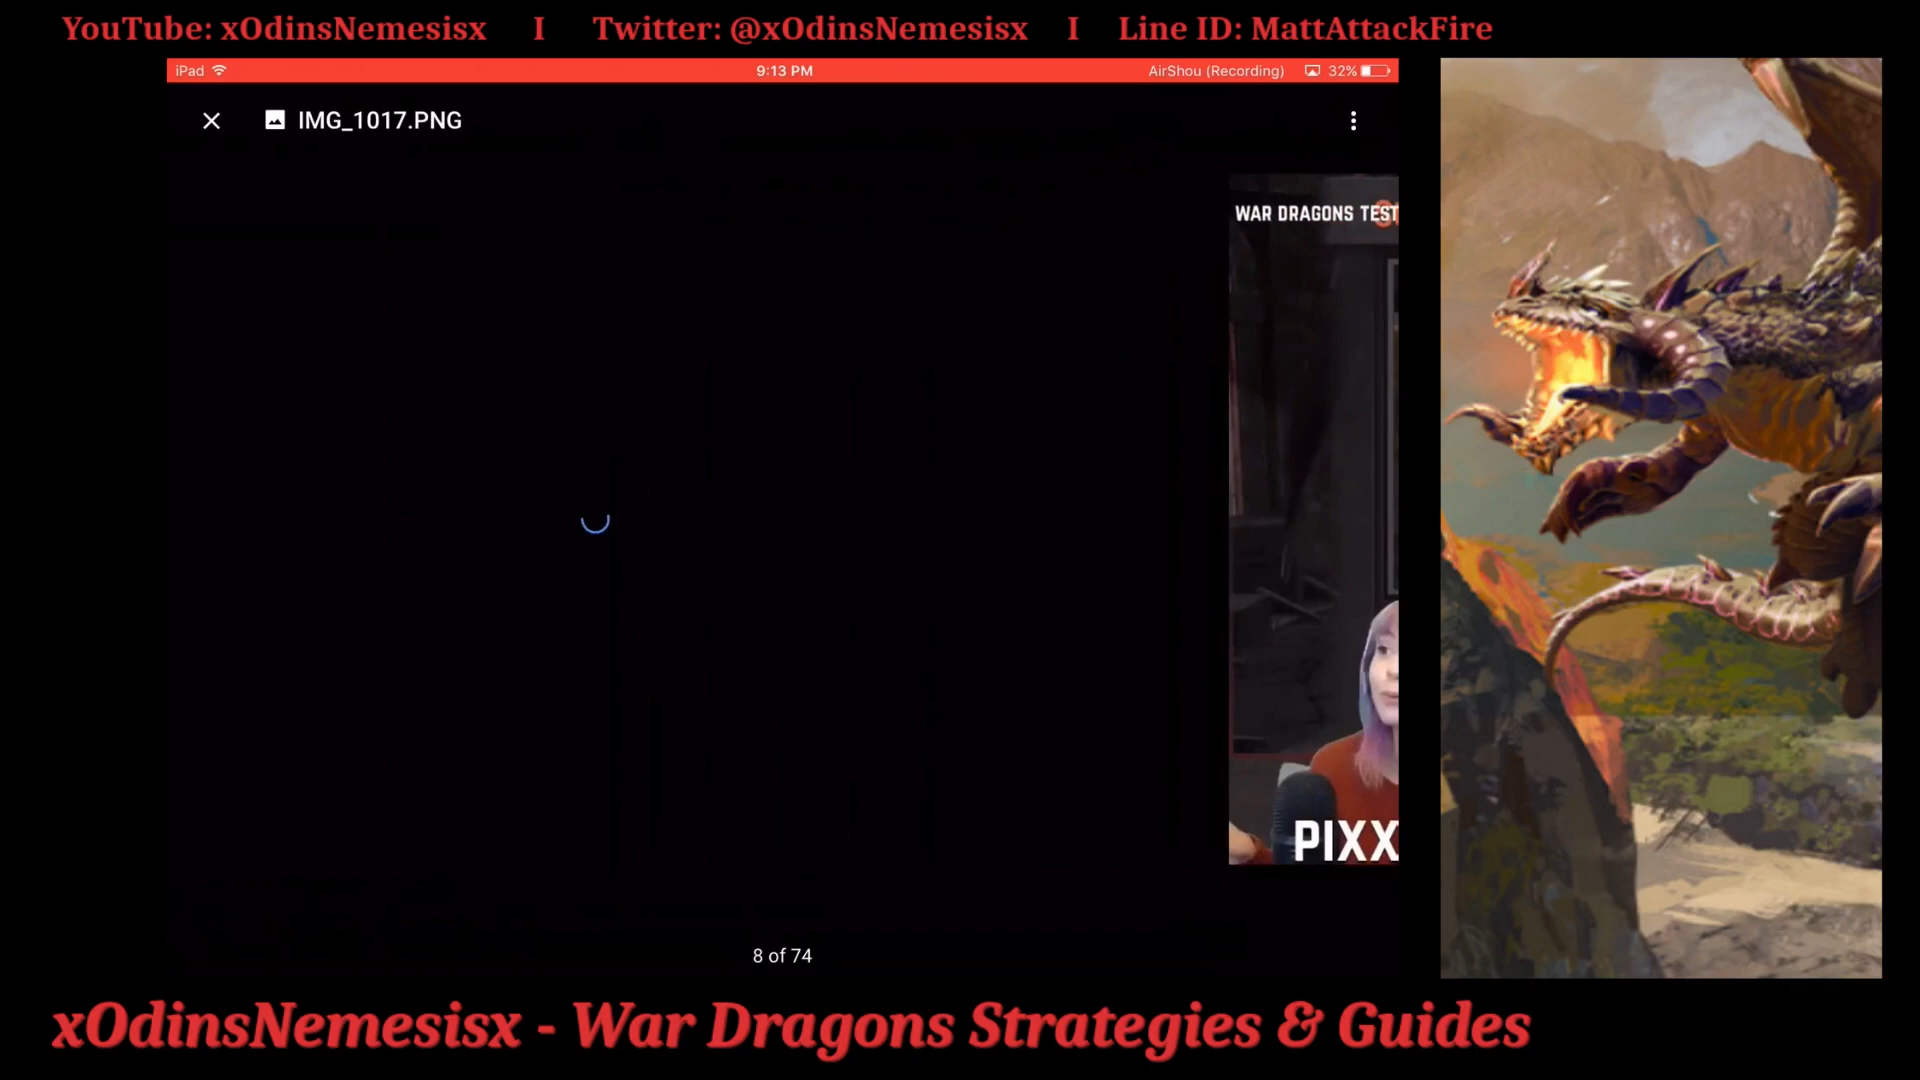 YouTube: xOdinsNemesisx I Twitter: @xOdinsNemesisx I Line ID: MattAttackFire
iPad 9:13 PM AirShou (Recording) 32%
IMG_1017.PNG
WAR DRAGONS TEST
PIXX
8 of 74
xOdinsNemesisx - War Dragons Strategies & Guides